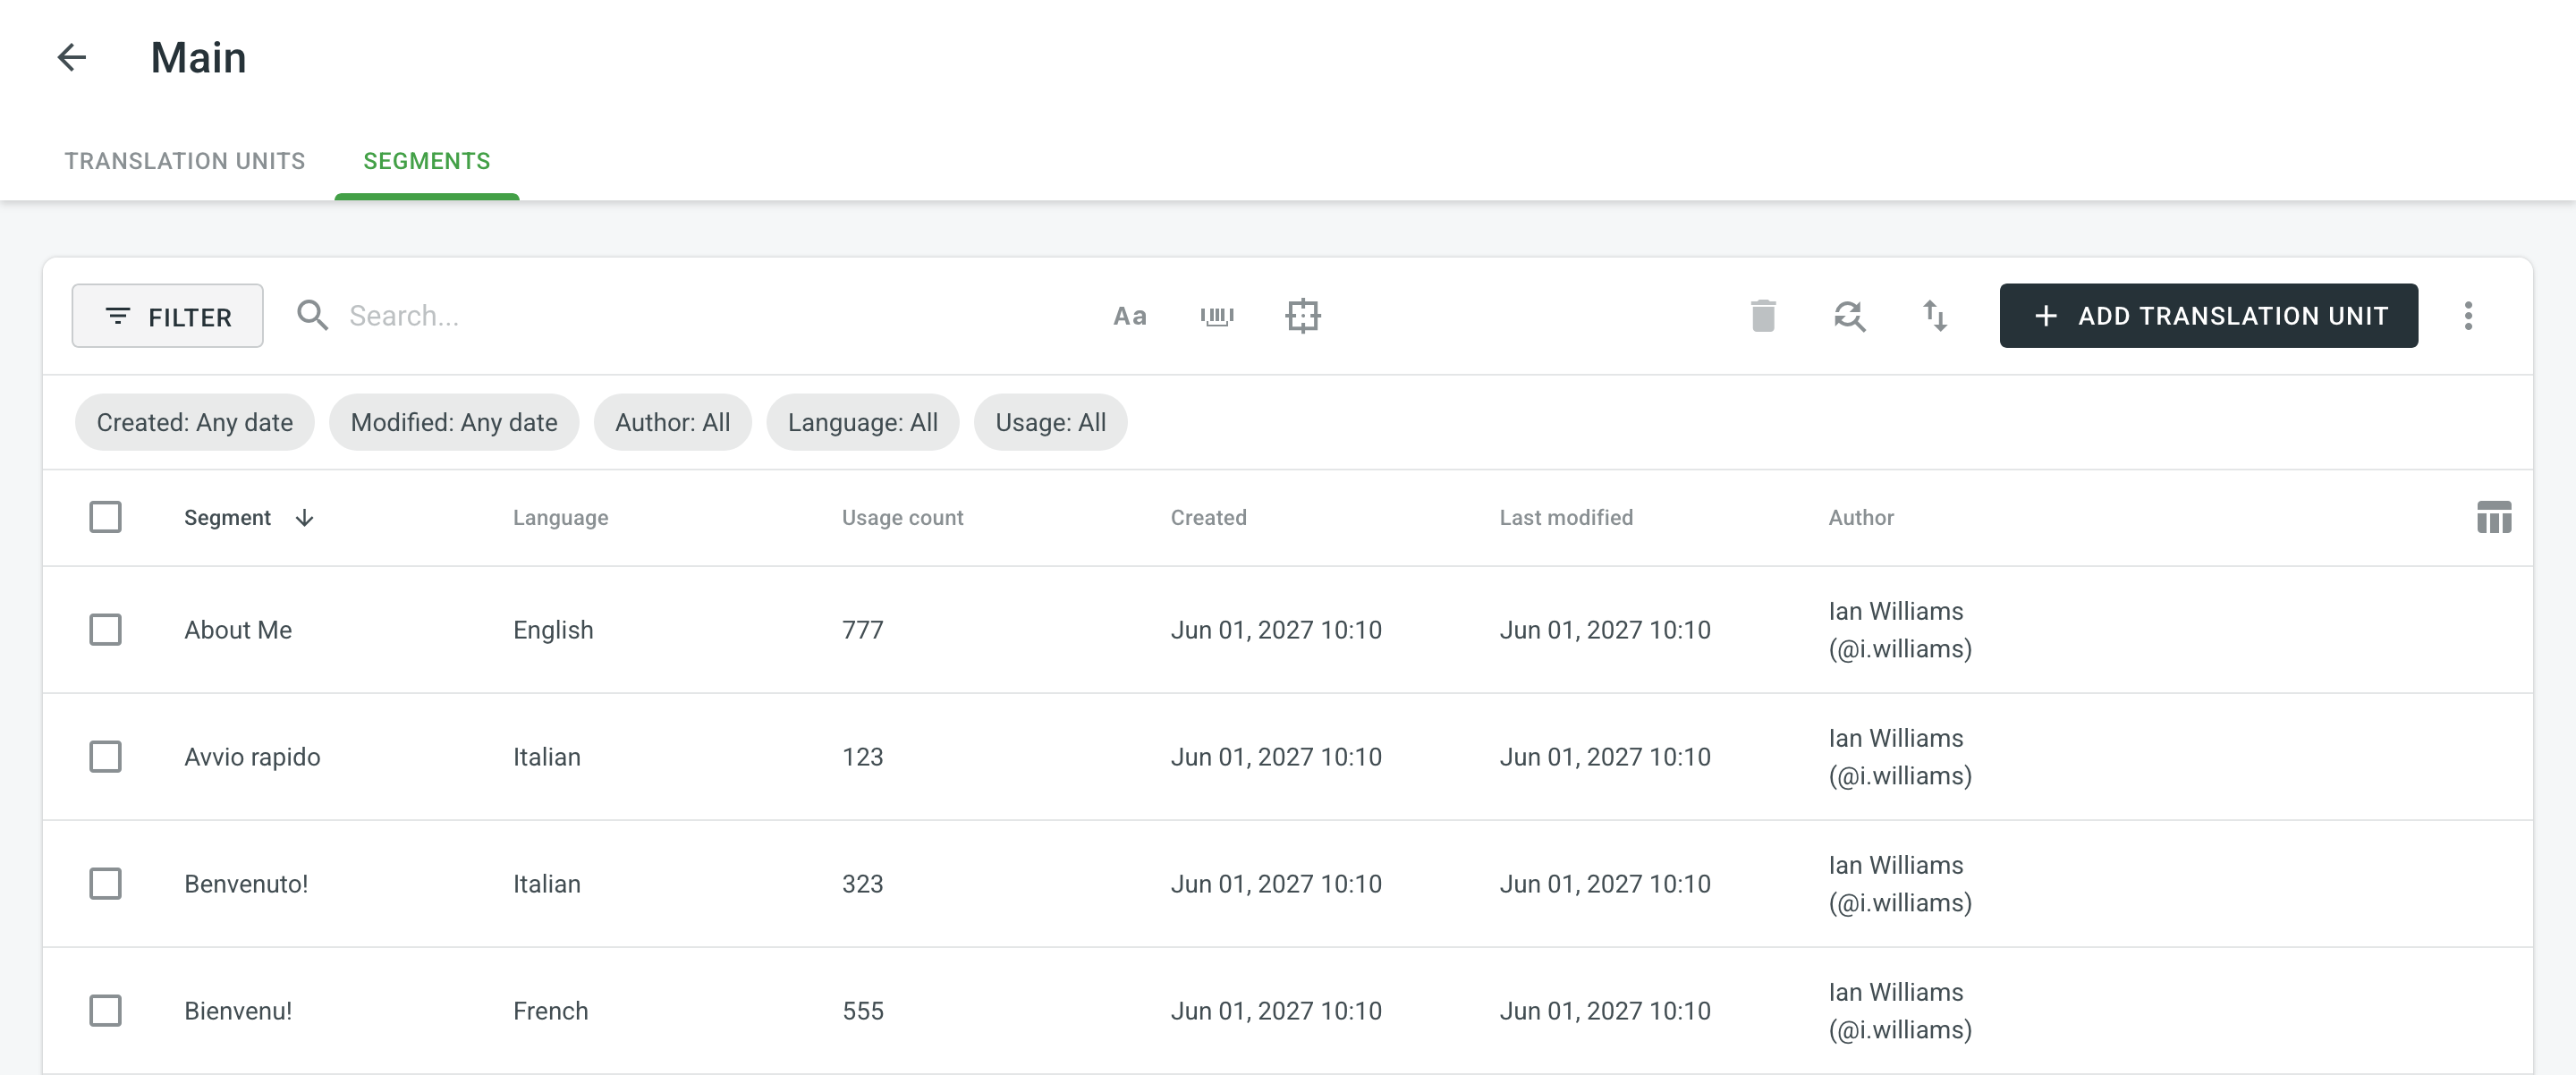 Main
TRANSLATION UNITS SEGMENTS
FILTER Search... Aa ADD TRANSLATION UNIT
Created: Any date Modified: Any date Author: All Language: All Usage: All
Segment Language Usage count Created Last modified Author
About Me English 777 Jun 01, 2027 10:10 Jun 01, 2027 10:10 Ian Williams
(@i.williams)
Avvio rapido Italian 123 Jun 01, 2027 10:10 Jun 01, 2027 10:10 Ian Williams
(@i.williams)
Benvenuto! Italian 323 Jun 01, 2027 10:10 Jun 01, 2027 10:10 Ian Williams
(@i.williams)
Bienvenu! French 555 Jun 01, 2027 10:10 Jun 01, 2027 10:10 Ian Williams
(@i.williams)